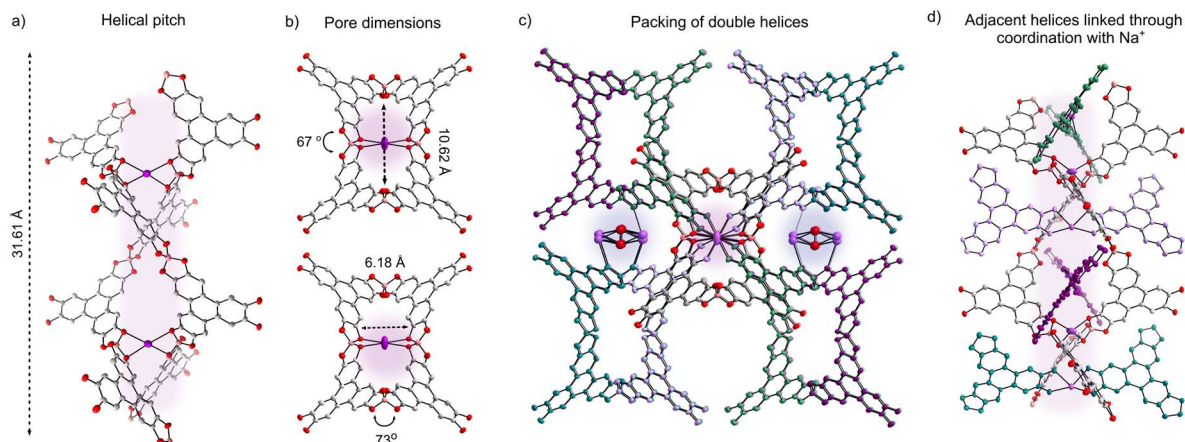 a)
Helical pitch
31.61 Å
b)
Pore dimensions
67 º
10.62 Å
6.18 Å
73º
c)
Packing of double helices
d)
Adjacent helices linked through
coordination with Na⁺